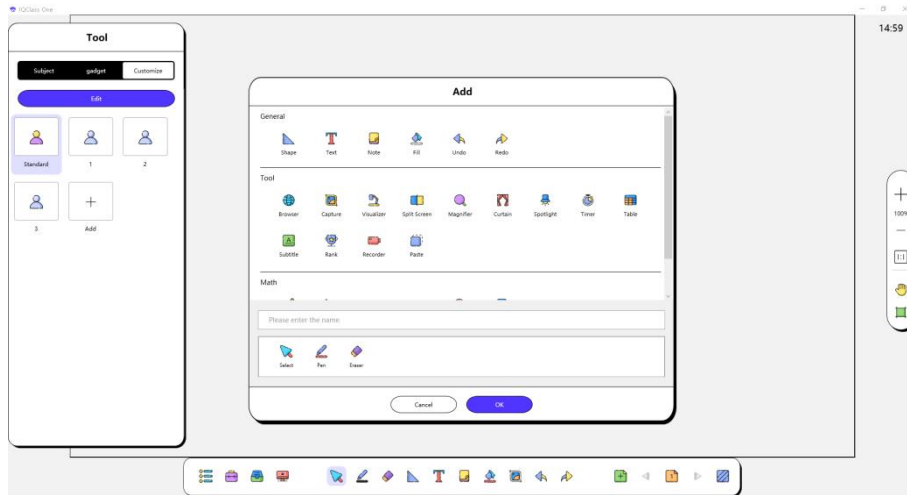 IQClass One
14:59
Tool
Subject gadget Customize
Edit
Standard 1 2
3 Add
Add
General
Shape Text Note Fill Undo Redo
Tool
Browser Capture Visualizer Split Screen Magnifier Curtain Spotlight Timer Table
Subtitle Rank Recorder Paste
Math
Please enter the name
Select Pen Eraser
Cancel OK
100%
1:1